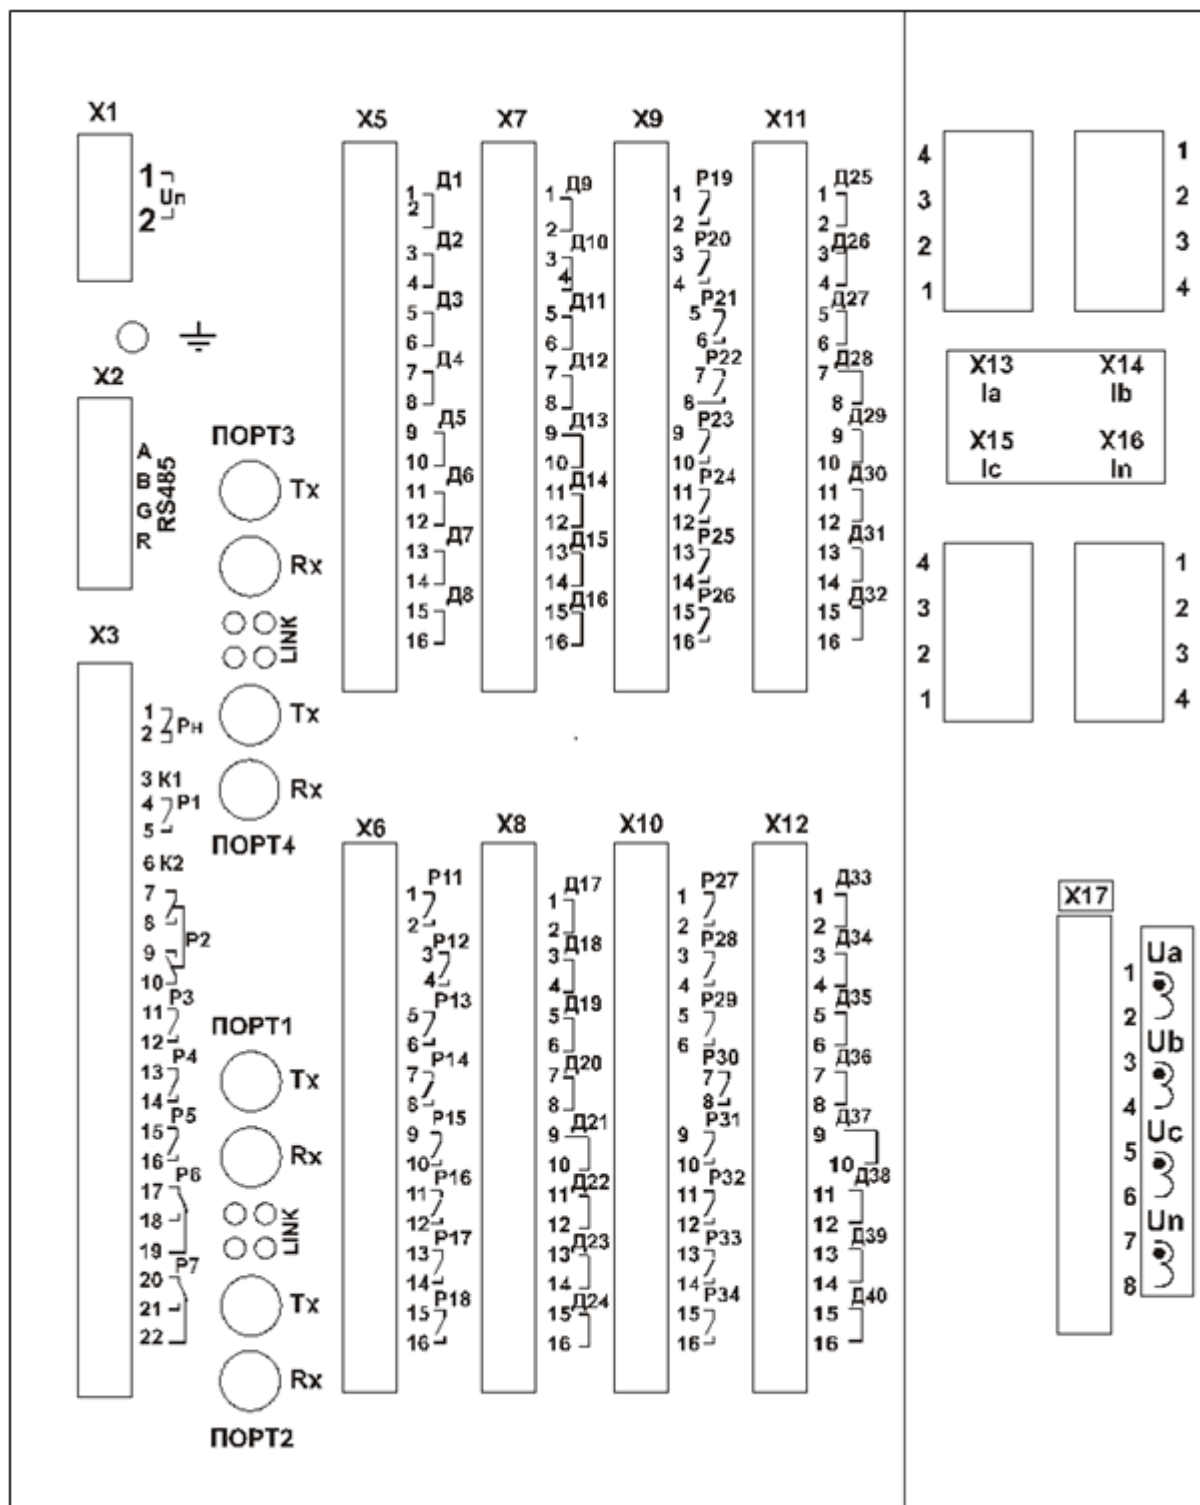 X1
1
Un
2
X2
A
B
G
R
RS485
X3
1
2
Рн
3 К1
4
Р1
5
6 К2
7
8
Р2
9
10
Р3
11
12
Р4
13
14
Р5
15
16
Р6
17
18
19
Р7
20
21
22
ПОРТ3
Tx
Rx
LINK
Tx
Rx
ПОРТ4
ПОРТ1
Tx
Rx
LINK
Tx
Rx
ПОРТ2
X5
Д1
1
2
Д2
3
4
Д3
5
6
Д4
7
8
Д5
9
10
Д6
11
12
Д7
13
14
Д8
15
16
X7
Д9
1
2
Д10
3
4
Д11
5
6
Д12
7
8
Д13
9
10
Д14
11
12
Д15
13
14
Д16
15
16
X9
Р19
1
2
Р20
3
4
Р21
5
6
Р22
7
8
Р23
9
10
Р24
11
12
Р25
13
14
Р26
15
16
X11
Д25
1
2
Д26
3
4
Д27
5
6
Д28
7
8
Д29
9
10
Д30
11
12
Д31
13
14
Д32
15
16
X6
Р11
1
2
Р12
3
4
Р13
5
6
Р14
7
8
Р15
9
10
Р16
11
12
Р17
13
14
Р18
15
16
X8
Д17
1
2
Д18
3
4
Д19
5
6
Д20
7
8
Д21
9
10
Д22
11
12
Д23
13
14
Д24
15
16
X10
Р27
1
2
Р28
3
4
Р29
5
6
Р30
7
8
Р31
9
10
Р32
11
12
Р33
13
14
Р34
15
16
X12
Д33
1
2
Д34
3
4
Д35
5
6
Д36
7
8
Д37
9
10
Д38
11
12
Д39
13
14
Д40
15
16
4
3
2
1
1
2
3
4
X13 X14
Ia Ib
X15 X16
Ic In
4
3
2
1
1
2
3
4
X17
Ua
1
2
Ub
3
4
Uc
5
6
Un
7
8